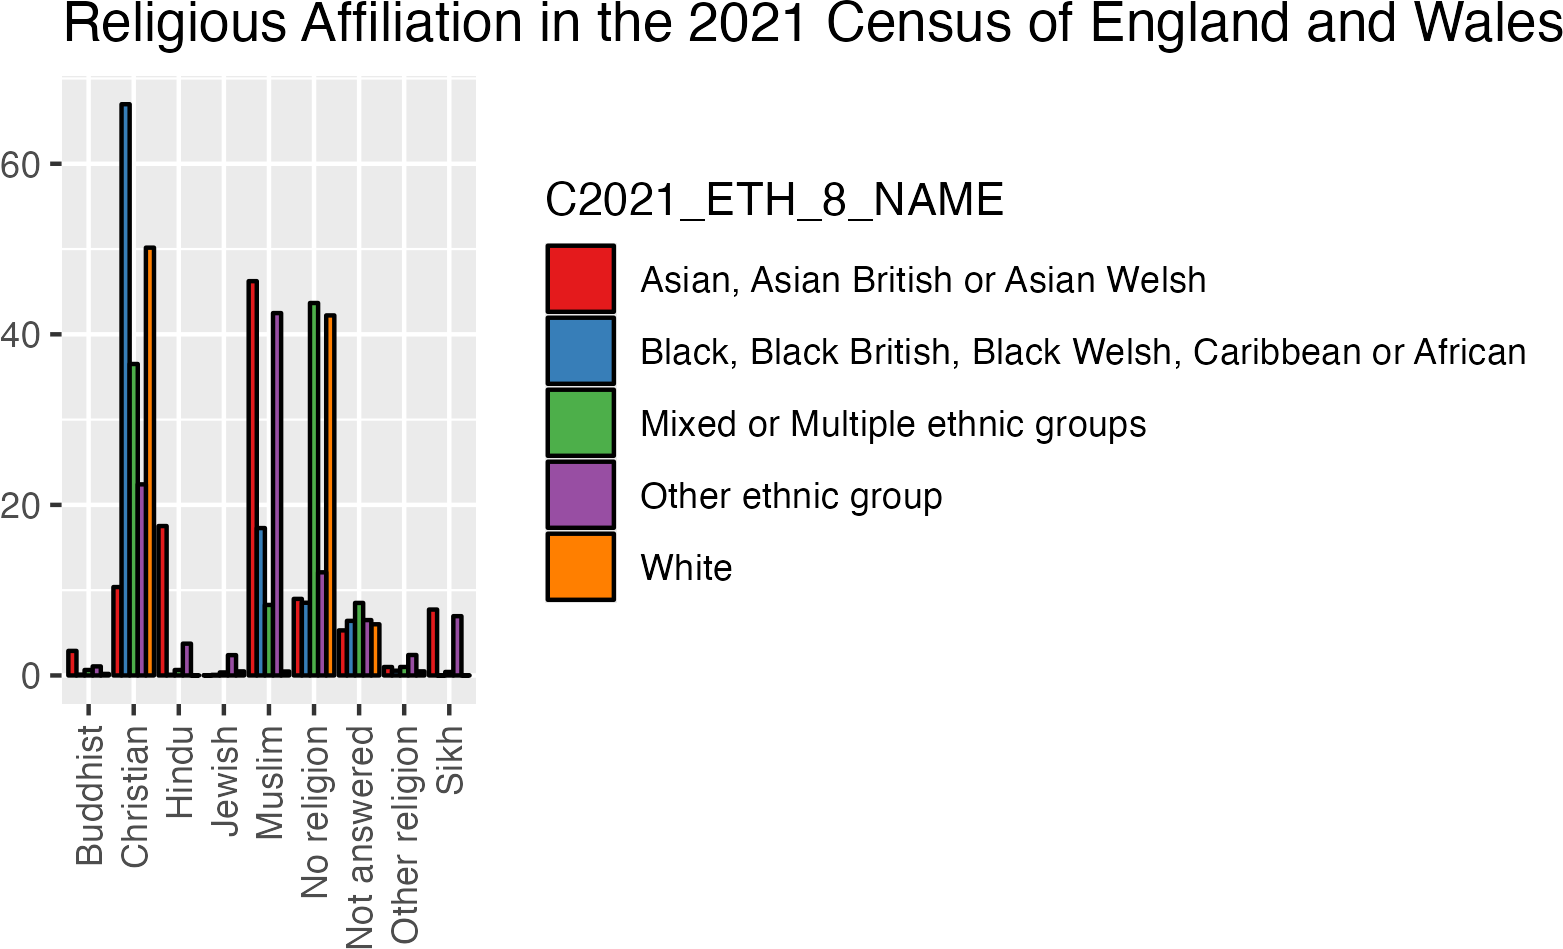 Religious Affiliation in the 2021 Census of England and Wales
60
40
20
0
Buddhist
Christian
Hindu
Jewish
Muslim
No religion
Not answered
Other religion
Sikh
C2021_ETH_8_NAME
Asian, Asian British or Asian Welsh
Black, Black British, Black Welsh, Caribbean or African
Mixed or Multiple ethnic groups
Other ethnic group
White